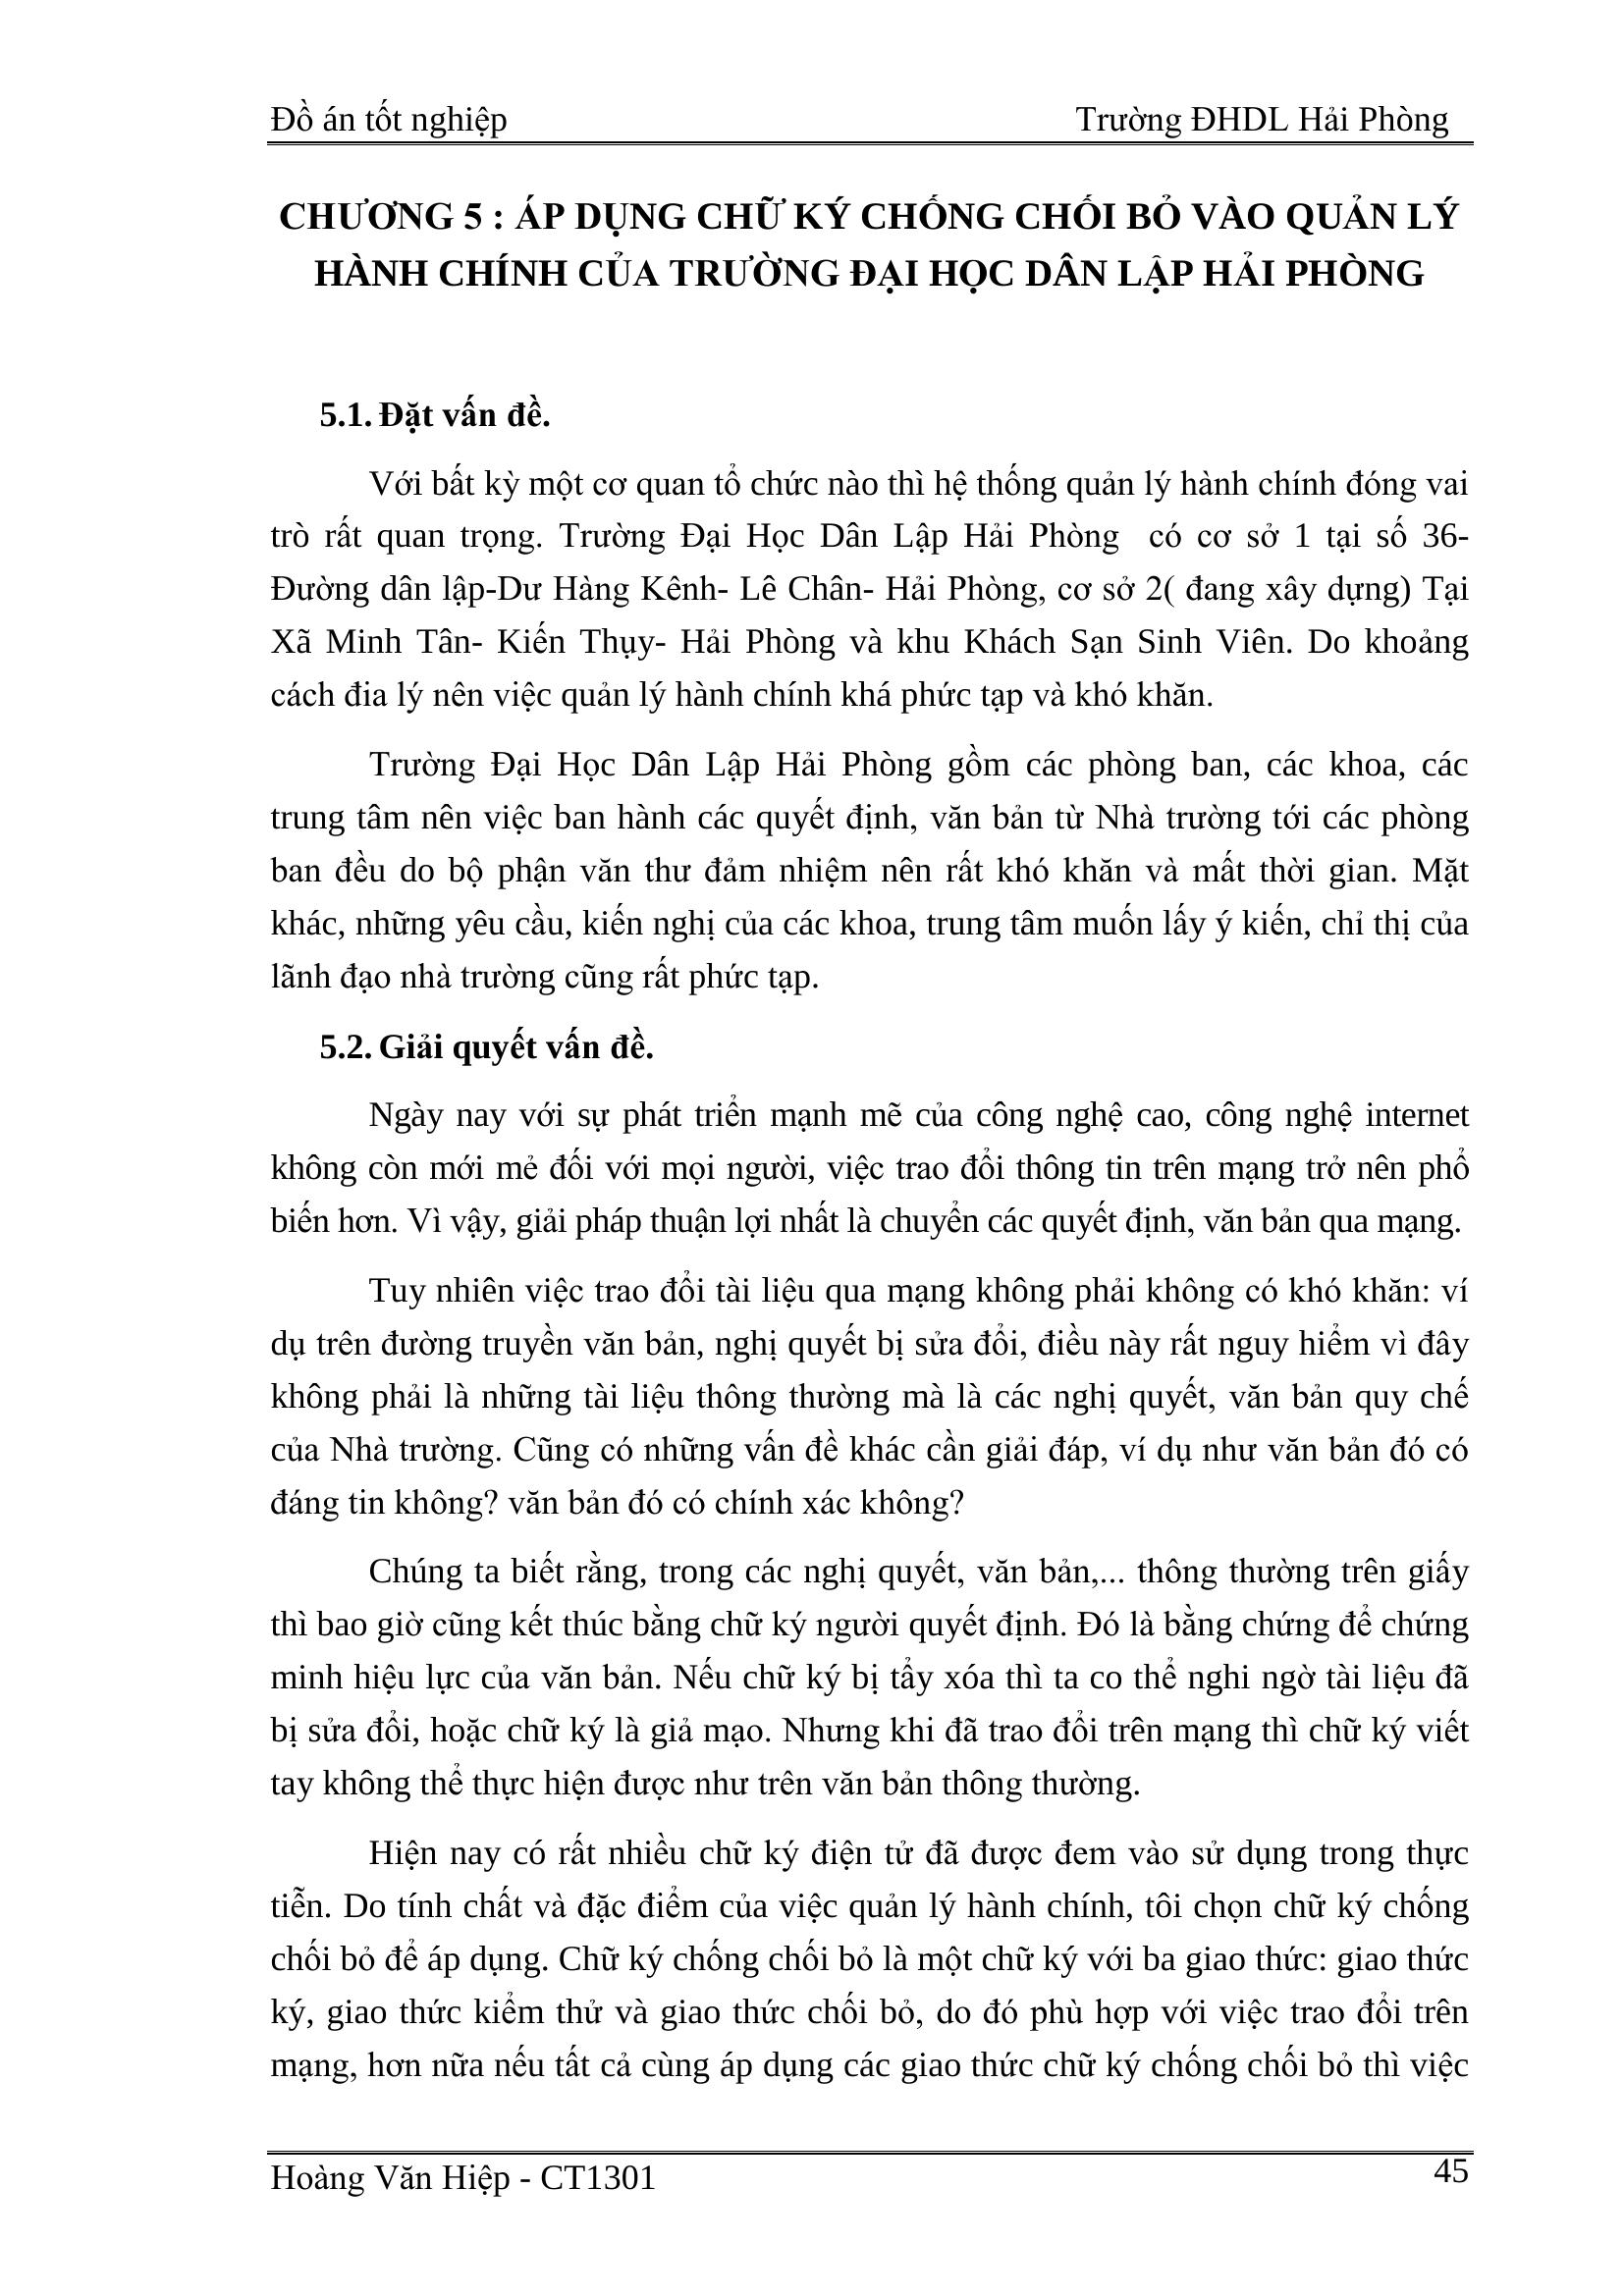 Đồ án tốt nghiệp Trường ĐHDL Hải Phòng
CHƯƠNG 5 : ÁP DỤNG CHỮ KÝ CHỐNG CHỐI BỎ VÀO QUẢN LÝ
HÀNH CHÍNH CỦA TRƯỜNG ĐẠI HỌC DÂN LẬP HẢI PHÒNG
5.1. Đặt vấn đề.
Với bất kỳ một cơ quan tổ chức nào thì hệ thống quản lý hành chính đóng vai
trò rất quan trọng. Trường Đại Học Dân Lập Hải Phòng có cơ sở 1 tại số 36-
Đường dân lập-Dư Hàng Kênh- Lê Chân- Hải Phòng, cơ sở 2( đang xây dựng) Tại
Xã Minh Tân- Kiến Thụy- Hải Phòng và khu Khách Sạn Sinh Viên. Do khoảng
cách đia lý nên việc quản lý hành chính khá phức tạp và khó khăn.
Trường Đại Học Dân Lập Hải Phòng gồm các phòng ban, các khoa, các
trung tâm nên việc ban hành các quyết định, văn bản từ Nhà trường tới các phòng
ban đều do bộ phận văn thư đảm nhiệm nên rất khó khăn và mất thời gian. Mặt
khác, những yêu cầu, kiến nghị của các khoa, trung tâm muốn lấy ý kiến, chỉ thị của
lãnh đạo nhà trường cũng rất phức tạp.
5.2. Giải quyết vấn đề.
Ngày nay với sự phát triển mạnh mẽ của công nghệ cao, công nghệ internet
không còn mới mẻ đối với mọi người, việc trao đổi thông tin trên mạng trở nên phổ
biến hơn. Vì vậy, giải pháp thuận lợi nhất là chuyển các quyết định, văn bản qua mạng.
Tuy nhiên việc trao đổi tài liệu qua mạng không phải không có khó khăn: ví
dụ trên đường truyền văn bản, nghị quyết bị sửa đổi, điều này rất nguy hiểm vì đây
không phải là những tài liệu thông thường mà là các nghị quyết, văn bản quy chế
của Nhà trường. Cũng có những vấn đề khác cần giải đáp, ví dụ như văn bản đó có
đáng tin không? văn bản đó có chính xác không?
Chúng ta biết rằng, trong các nghị quyết, văn bản,... thông thường trên giấy
thì bao giờ cũng kết thúc bằng chữ ký người quyết định. Đó là bằng chứng để chứng
minh hiệu lực của văn bản. Nếu chữ ký bị tẩy xóa thì ta co thể nghi ngờ tài liệu đã
bị sửa đổi, hoặc chữ ký là giả mạo. Nhưng khi đã trao đổi trên mạng thì chữ ký viết
tay không thể thực hiện được như trên văn bản thông thường.
Hiện nay có rất nhiều chữ ký điện tử đã được đem vào sử dụng trong thực
tiễn. Do tính chất và đặc điểm của việc quản lý hành chính, tôi chọn chữ ký chống
chối bỏ để áp dụng. Chữ ký chống chối bỏ là một chữ ký với ba giao thức: giao thức
ký, giao thức kiểm thử và giao thức chối bỏ, do đó phù hợp với việc trao đổi trên
mạng, hơn nữa nếu tất cả cùng áp dụng các giao thức chữ ký chống chối bỏ thì việc
Hoàng Văn Hiệp - CT1301 45